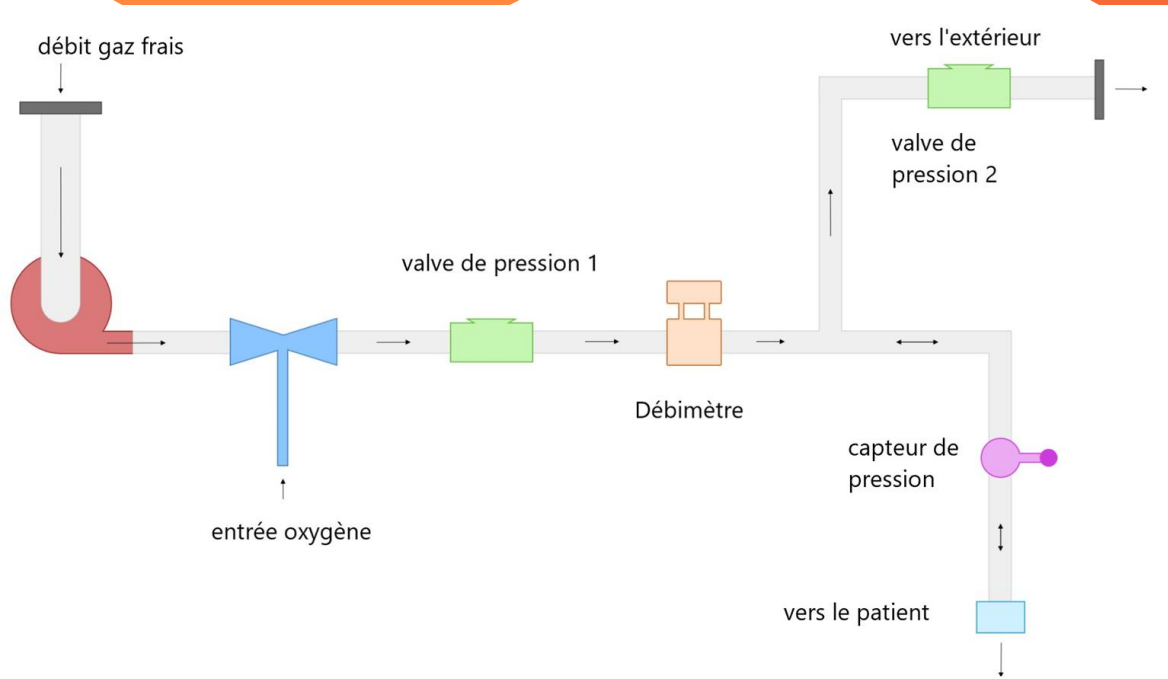 débit gaz frais
vers l'extérieur
valve de
pression 2
valve de pression 1
Débimètre
capteur de
pression
entrée oxygène
vers le patient